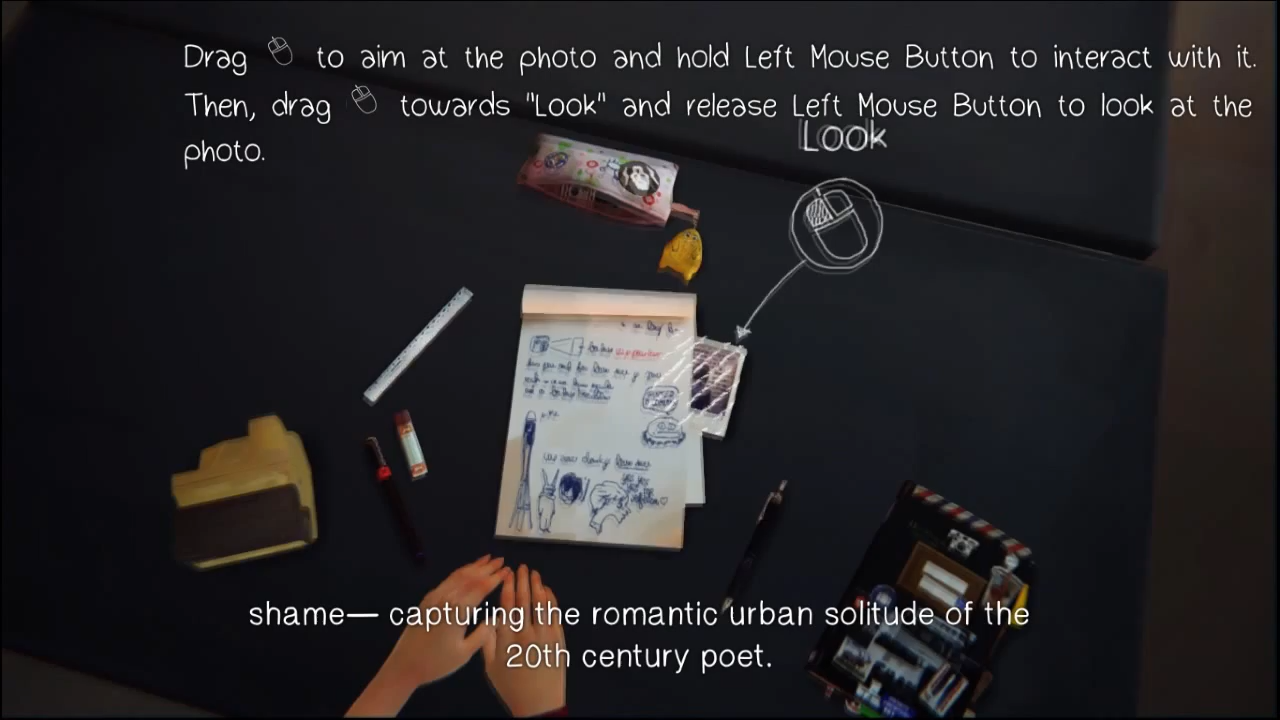 Drag to aim at the photo and hold Left Mouse Button to interact with it.
Then, drag towards "Look" and release Left Mouse Button to look at the
photo.
Look
shame— capturing the romantic urban solitude of the
20th century poet.